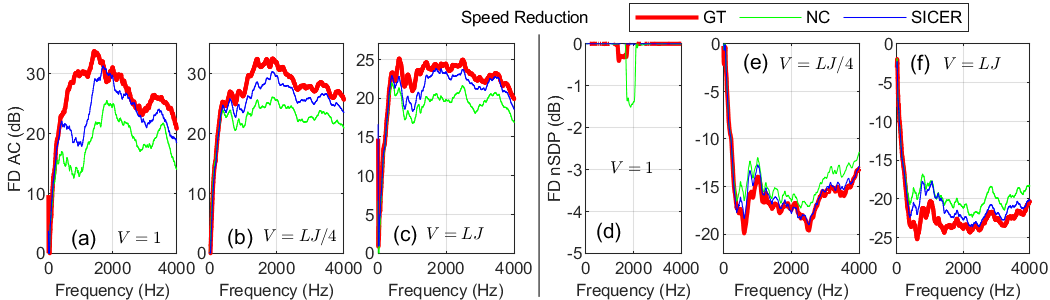 Speed Reduction
GT NC SICER
FD AC (dB)
30
20
10
0
(a) V = 1
0 2000 4000
Frequency (Hz)
30
20
10
0
(b) V = LJ/4
0 2000 4000
Frequency (Hz)
25
20
15
10
5
0
(c) V = LJ
0 2000 4000
Frequency (Hz)
FD nSDP (dB)
0
-1
-2
-3
-4
-5
V = 1
(d)
0 2000 4000
Frequency (Hz)
0
-5
-10
-15
-20
(e) V = LJ/4
0 2000 4000
Frequency (Hz)
0
-5
-10
-15
-20
-25
(f) V = LJ
0 2000 4000
Frequency (Hz)